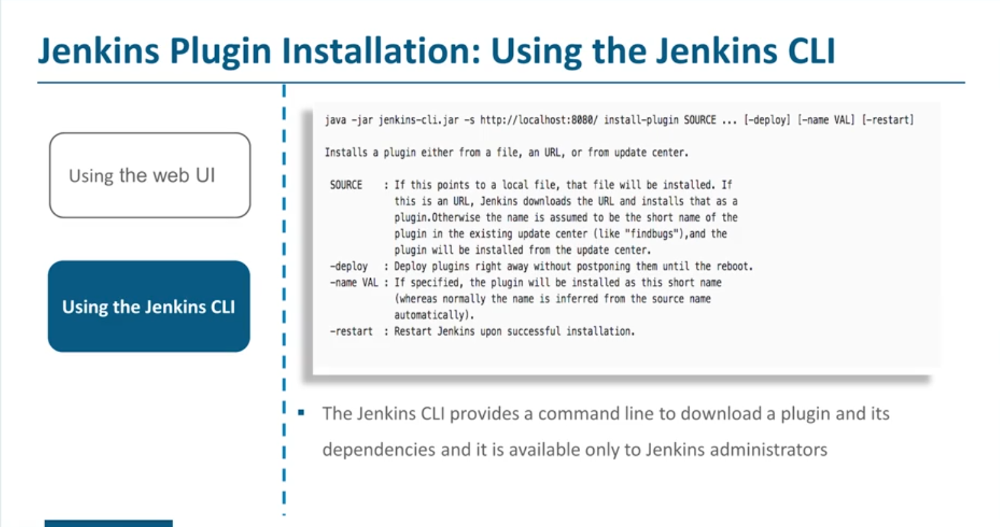 Jenkins Plugin Installation: Using the Jenkins CLI
Using the web UI
Using the Jenkins CLI
java -jar jenkins-cli.jar -s http://localhost:8080/ install-plugin SOURCE ... [-deploy] [-name VAL] [-restart]
Installs a plugin either from a file, an URL, or from update center.
SOURCE : If this points to a local file, that file will be installed. If
this is an URL, Jenkins downloads the URL and installs that as a
plugin.Otherwise the name is assumed to be the short name of the
plugin in the existing update center (like "findbugs"),and the
plugin will be installed from the update center.
-deploy : Deploy plugins right away without postponing them until the reboot.
-name VAL : If specified, the plugin will be installed as this short name
(whereas normally the name is inferred from the source name
automatically).
-restart : Restart Jenkins upon successful installation.
▪ The Jenkins CLI provides a command line to download a plugin and its
dependencies and it is available only to Jenkins administrators